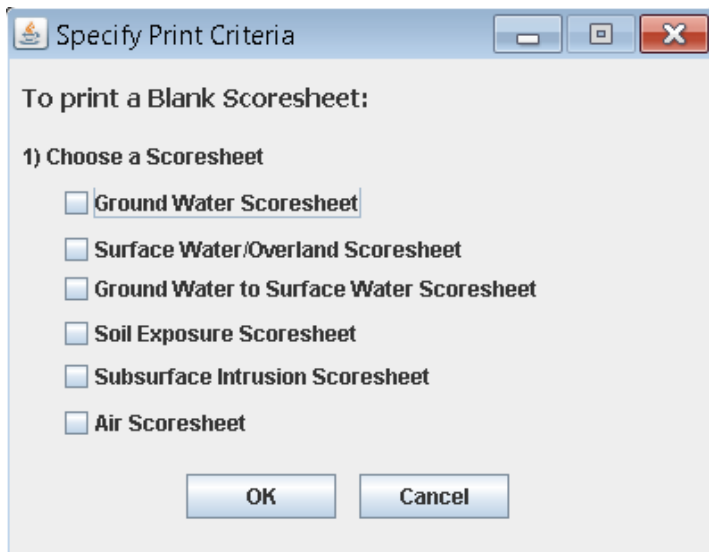 Specify Print Criteria
To print a Blank Scoresheet:
1) Choose a Scoresheet
Ground Water Scoresheet
Surface Water/Overland Scoresheet
Ground Water to Surface Water Scoresheet
Soil Exposure Scoresheet
Subsurface Intrusion Scoresheet
Air Scoresheet
OK Cancel